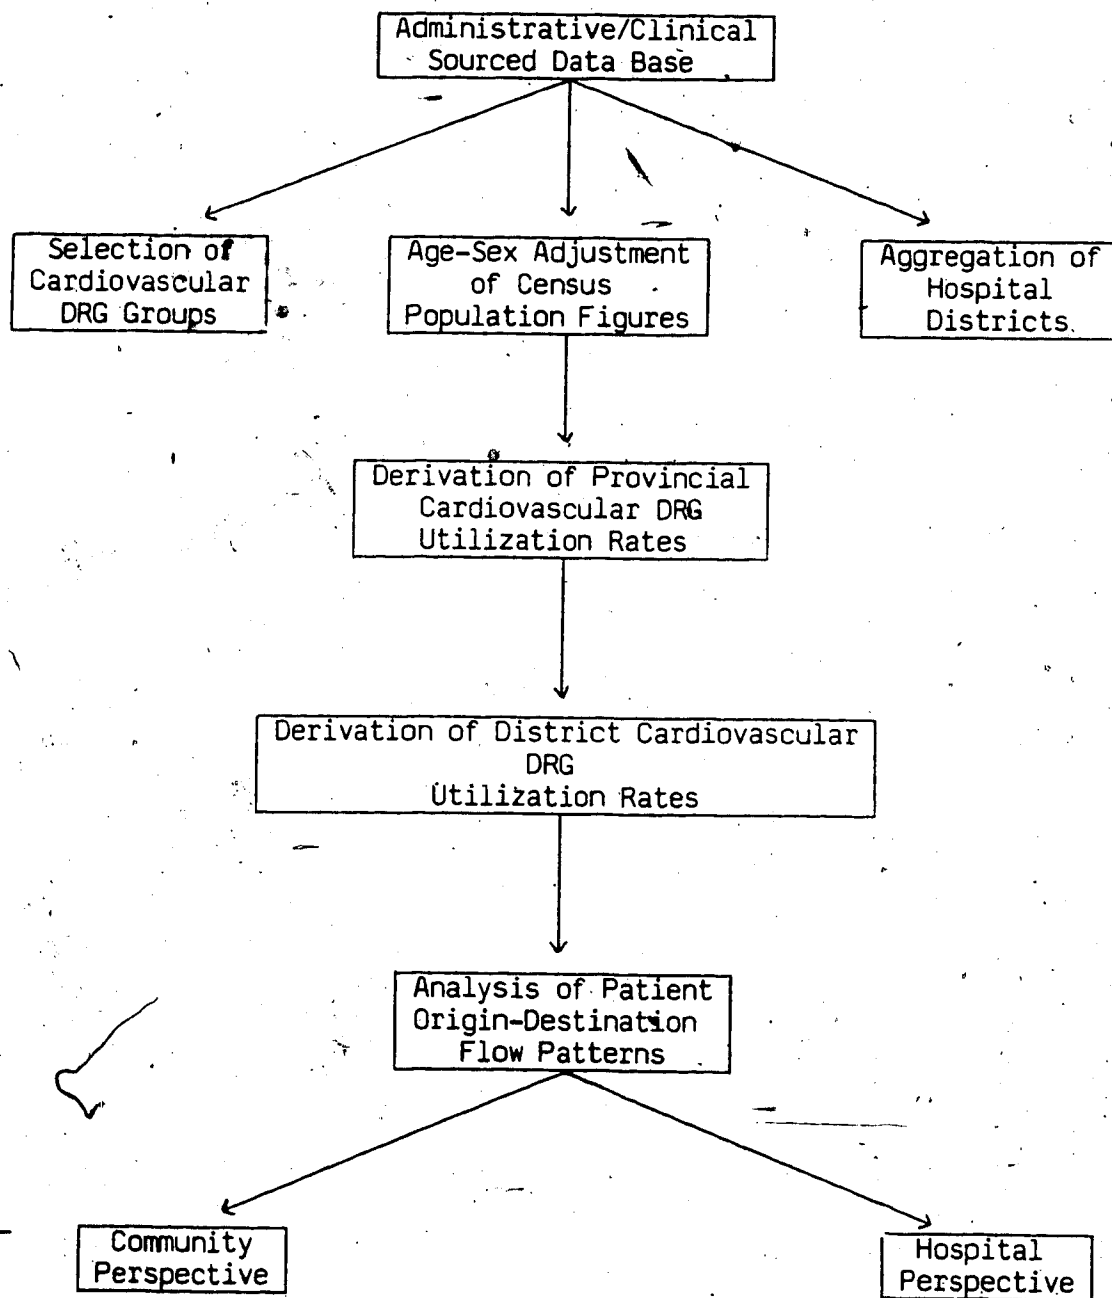 Administrative/Clinical
Sourced Data Base
Selection of
Cardiovascular
DRG Groups
Age-Sex Adjustment
of Census
Population Figures
Aggregation of
Hospital
Districts
Derivation of Provincial
Cardiovascular DRG
Utilization Rates
Derivation of District Cardiovascular
DRG
Utilization Rates
Analysis of Patient
Origin-Destination
Flow Patterns
Community
Perspective
Hospital
Perspective